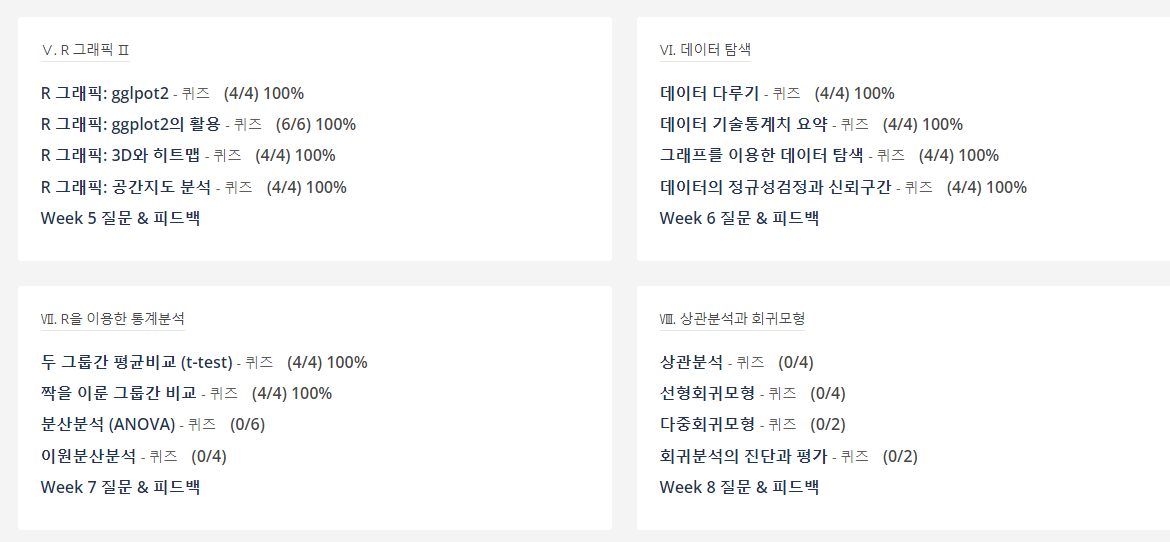 Ⅴ. R 그래픽 Ⅱ
R 그래픽: gglpot2 - 퀴즈 (4/4) 100%
R 그래픽: ggplot2의 활용 - 퀴즈 (6/6) 100%
R 그래픽: 3D와 히트맵 - 퀴즈 (4/4) 100%
R 그래픽: 공간지도 분석 - 퀴즈 (4/4) 100%
Week 5 질문 & 피드백
Ⅵ. 데이터 탐색
데이터 다루기 - 퀴즈 (4/4) 100%
데이터 기술통계치 요약 - 퀴즈 (4/4) 100%
그래프를 이용한 데이터 탐색 - 퀴즈 (4/4) 100%
데이터의 정규성검정과 신뢰구간 - 퀴즈 (4/4) 100%
Week 6 질문 & 피드백
Ⅶ. R을 이용한 통계분석
두 그룹간 평균비교 (t-test) - 퀴즈 (4/4) 100%
짝을 이룬 그룹간 비교 - 퀴즈 (4/4) 100%
분산분석 (ANOVA) - 퀴즈 (0/6)
이원분산분석 - 퀴즈 (0/4)
Week 7 질문 & 피드백
Ⅷ. 상관분석과 회귀모형
상관분석 - 퀴즈 (0/4)
선형회귀모형 - 퀴즈 (0/4)
다중회귀모형 - 퀴즈 (0/2)
회귀분석의 진단과 평가 - 퀴즈 (0/2)
Week 8 질문 & 피드백